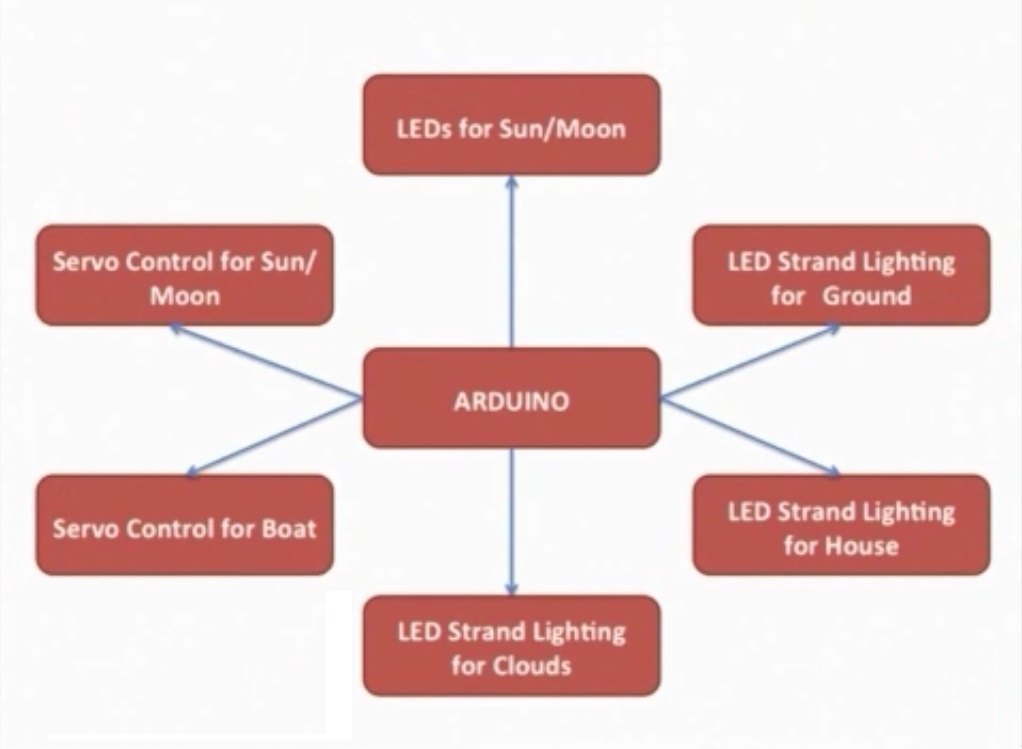 LEDs for Sun/Moon
Servo Control for Sun/
Moon
LED Strand Lighting
for Ground
ARDUINO
Servo Control for Boat
LED Strand Lighting
for House
LED Strand Lighting
for Clouds